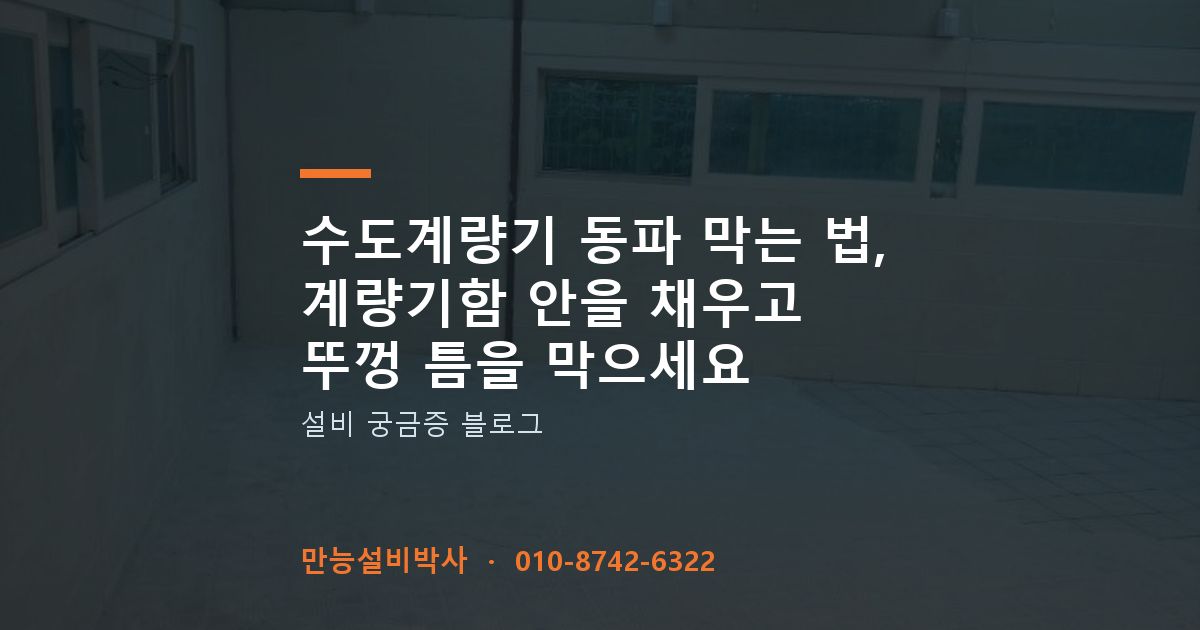 수도계량기 동파 막는 법,
계량기함 안을 채우고
뚜껑 틈을 막으세요
설비 궁금증 블로그
만능설비박사 · 010-8742-6322